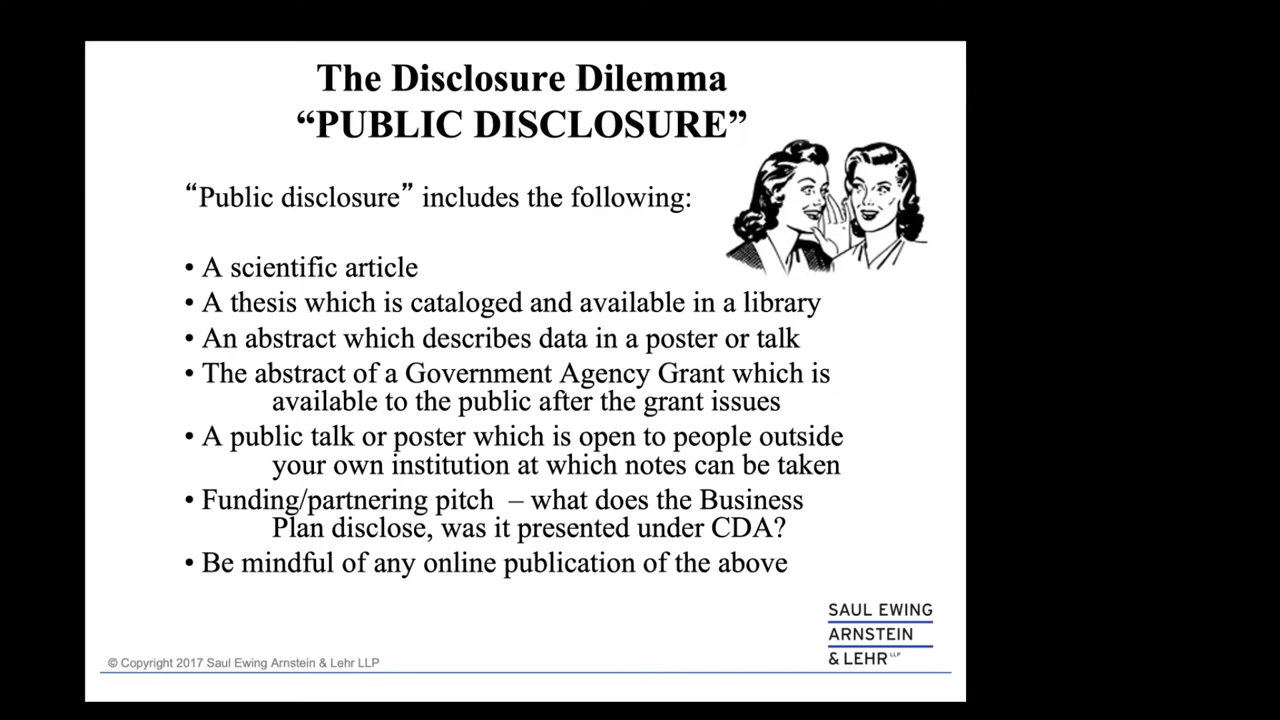 The Disclosure Dilemma
“PUBLIC DISCLOSURE”
“Public disclosure” includes the following:
• A scientific article
• A thesis which is cataloged and available in a library
• An abstract which describes data in a poster or talk
• The abstract of a Government Agency Grant which is
available to the public after the grant issues
• A public talk or poster which is open to people outside
your own institution at which notes can be taken
• Funding/partnering pitch – what does the Business
Plan disclose, was it presented under CDA?
• Be mindful of any online publication of the above
SAUL EWING
ARNSTEIN
& LEHR LLP
© Copyright 2017 Saul Ewing Arnstein & Lehr LLP